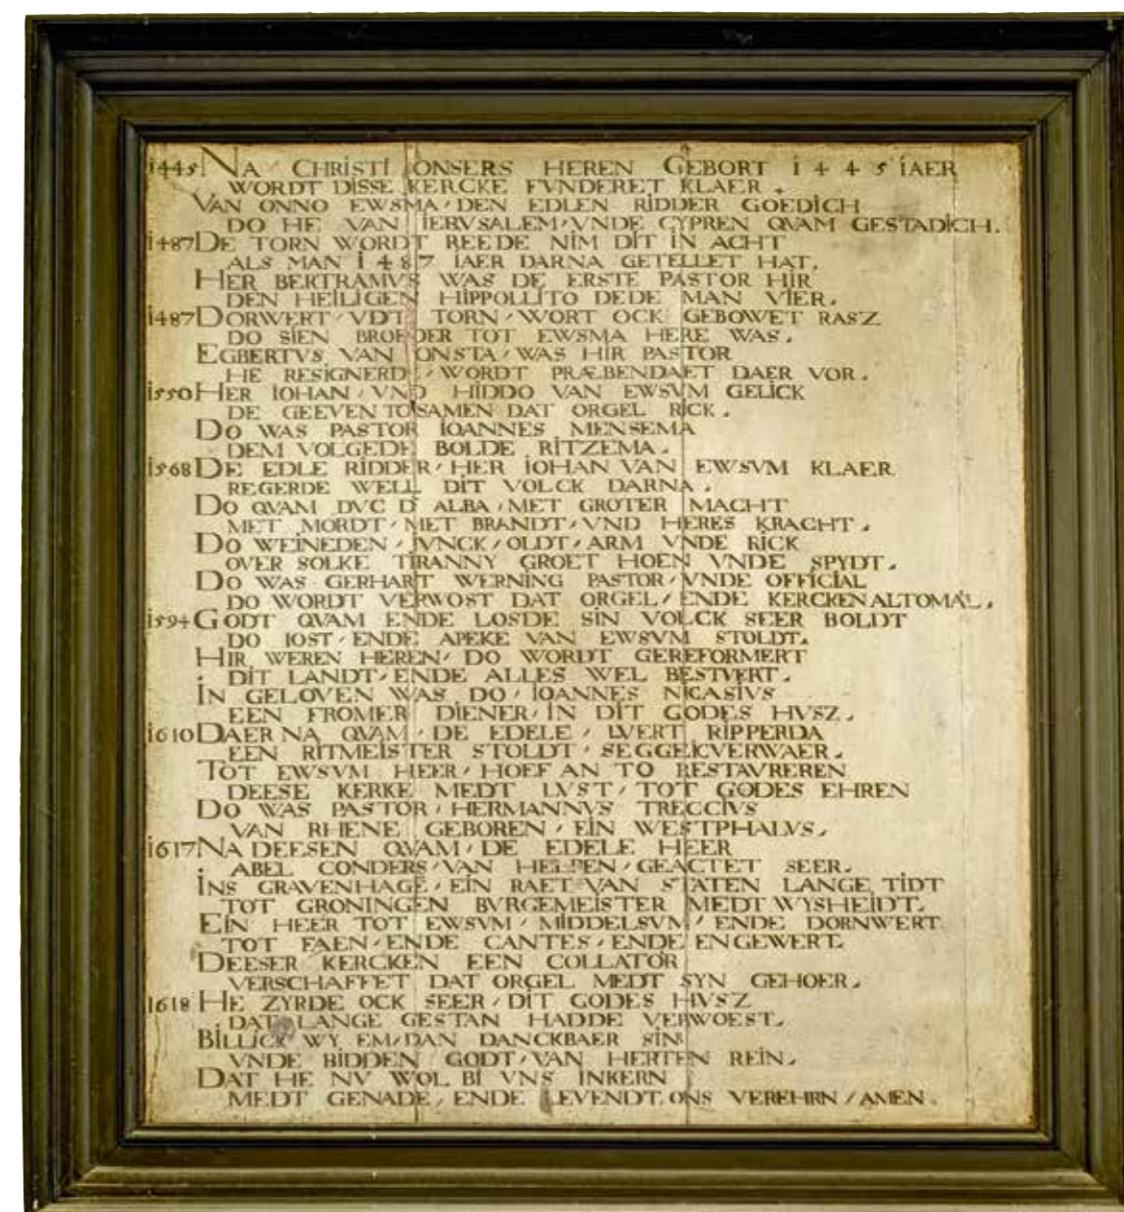 1445 NA CHRISTI ONSERS HEREN GEBORT 1445 IAER
WORDT DISSE KERCKE FVNDERET KLAER.
VAN ONNO EWSMA/DEN EDLEN RIDDER GOEDICH
DO HE VAN IERVSALEM/VNDE CYPREN QVAM GESTADICH.
1487 DE TORN WORDT REEDE NIM DIT IN ACHT
ALS MAN 1487 IAER DARNA GETELLET HAT.
HER BERTRAMVS WAS DE ERSTE PASTOR HIR
DEN HEILIGEN HIPPOLLITO DEDE MAN VIER.
1487 DORWERT/VDT TORN/WORT OCK GEBOWET RASZ
DO SIEN BROEDER TOT EWSMA HERE WAS.
EGBERTVS VAN ONSTA/WAS HIR PASTOR
HE RESIGNERDE/WORDT PRÆBENDAET DAER VOR.
1550 HER IOHAN/VND HIDDO VAN EWSVM GELICK
DE GEEVEN TOSAMEN DAT ORGEL RICK.
DO WAS PASTOR IOANNES MENSEMA
DEM VOLGEDE BOLDE RITZEMA.
1568 DE EDLE RIDDER/HER IOHAN VAN EWSVM KLAER
REGERDE WELL DIT VOLCK DARNA.
DO QVAM DVC D' ALBA/MET GROTER MACHT
MET MORDT/MET BRANDT/VND HERES KRACHT.
DO WEINEDEN/JVNCK/OLDT/ARM VNDE RICK
OVER SOLKE TIRANNY GROET HOEN VNDE SPYDT.
DO WAS GERHART WERNING PASTOR/VNDE OFFICIAL
DO WORDT VERWOST DAT ORGEL/ENDE KERCKEN ALTOMAL.
1594 GODT QVAM ENDE LOSDE SIN VOLCK SEER BOLDT
DO IOST/ENDE APEKE VAN EWSVM STOLDT.
HIR WEREN HEREN/DO WORDT GEREFORMERT
DIT LANDT/ENDE ALLES WEL BESTVERT.
IN GELOVEN WAS DO/IOANNES NICASIVS
EEN FROMER DIENER/IN DIT GODES HVSZ.
1610 DAER NA QVAM/DE EDELE/LVERT RIPPERDA
EEN RITMEISTER STOLDT/SEGGE ICK VERWAER.
TOT EWSVM HEER/HOEF AN TO RESTAVREREN
DEESE KERKE MEDT LVST/TOT GODES EHREN
DO WAS PASTOR/HERMANNVS TRECCIVS
VAN RHENE GEBOREN/EIN WESTPHALVS.
1617 NA DEESEN QVAM/DE EDELE HEER
ABEL CONDERS/VAN HELPEN/GEACTET SEER.
INS GRAVENHAGE/EIN RAET VAN STATEN LANGE TIDT
TOT GRONINGEN BVRGEMEISTER MEDT WYSHEIDT.
EIN HEER TOT EWSVM/MIDDELSVM/ENDE DORNWERT
TOT FAEN/ENDE CANTES/ENDE ENGEWERT.
DEESER KERCKEN EEN COLLATOR
VERSCHAFFET DAT ORGEL MEDT SYN GEHOER.
1618 HE ZYRDE OCK SEER/DIT GODES HVSZ
DAT LANGE GESTAN HADDE VERWOEST.
BILLICK WY EM/DAN DANCKBAER SIN
VNDE BIDDEN GODT/VAN HERTEN REIN.
DAT HE NV WOL BI VNS INKERN
MEDT GENADE/ENDE LEVENDT ONS VEREHRN/AMEN.